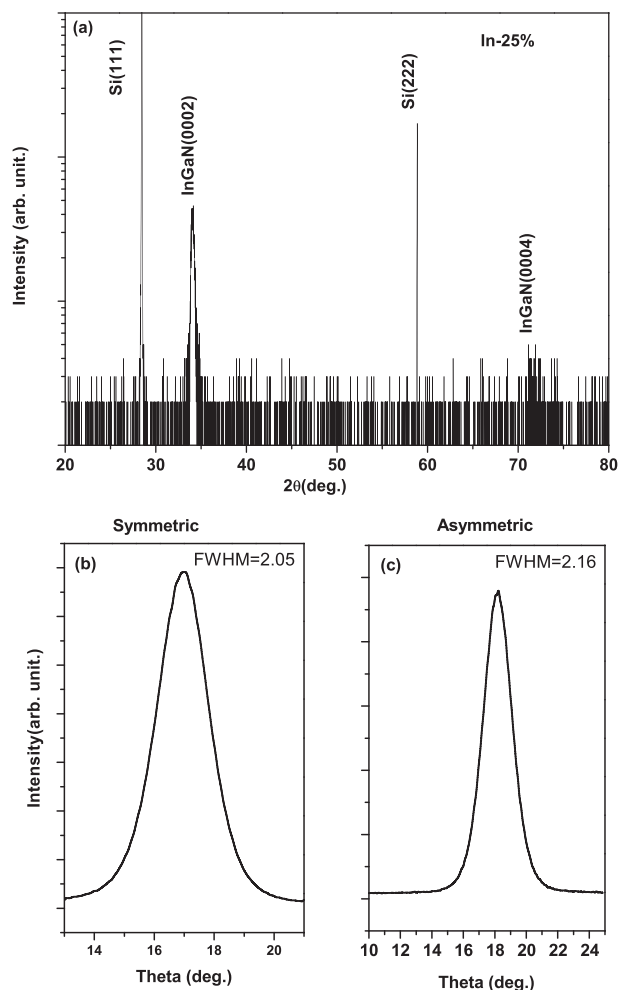 (a)
In-25%
Si(111)
InGaN(0002)
Si(222)
InGaN(0004)
Intensity (arb. unit.)
20 30 40 50 60 70 80
2θ(deg.)
Symmetric
(b)
FWHM=2.05
Intensity(arb. unit.)
14 16 18 20
Theta (deg.)
Asymmetric
(c)
FWHM=2.16
10 12 14 16 18 20 22 24
Theta (deg.)